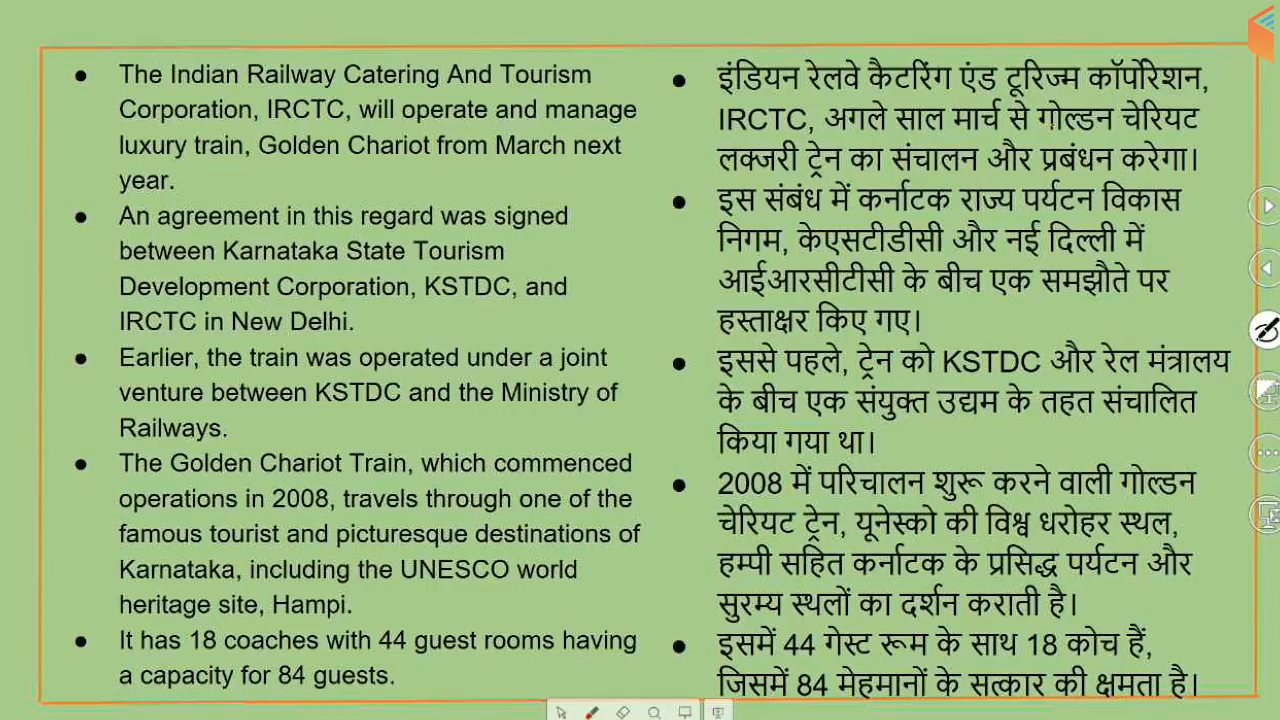 The Indian Railway Catering And Tourism
Corporation, IRCTC, will operate and manage
luxury train, Golden Chariot from March next
year.
An agreement in this regard was signed
between Karnataka State Tourism
Development Corporation, KSTDC, and
IRCTC in New Delhi.
Earlier, the train was operated under a joint
venture between KSTDC and the Ministry of
Railways.
The Golden Chariot Train, which commenced
operations in 2008, travels through one of the
famous tourist and picturesque destinations of
Karnataka, including the UNESCO world
heritage site, Hampi.
It has 18 coaches with 44 guest rooms having
a capacity for 84 guests.
इंडियन रेलवे कैटरिंग एंड टूरिज्म कॉर्पोरेशन,
IRCTC, अगले साल मार्च से गोल्डन चेरियट
लक्जरी ट्रेन का संचालन और प्रबंधन करेगा।
इस संबंध में कर्नाटक राज्य पर्यटन विकास
निगम, केएसटीडीसी और नई दिल्ली में
आईआरसीटीसी के बीच एक समझौते पर
हस्ताक्षर किए गए।
इससे पहले, ट्रेन को KSTDC और रेल मंत्रालय
के बीच एक संयुक्त उद्यम के तहत संचालित
किया गया था।
2008 में परिचालन शुरू करने वाली गोल्डन
चेरियट ट्रेन, यूनेस्को की विश्व धरोहर स्थल,
हम्पी सहित कर्नाटक के प्रसिद्ध पर्यटन और
सुरम्य स्थलों का दर्शन कराती है।
इसमें 44 गेस्ट रूम के साथ 18 कोच हैं,
जिसमें 84 मेहमानों के सत्कार की क्षमता है।